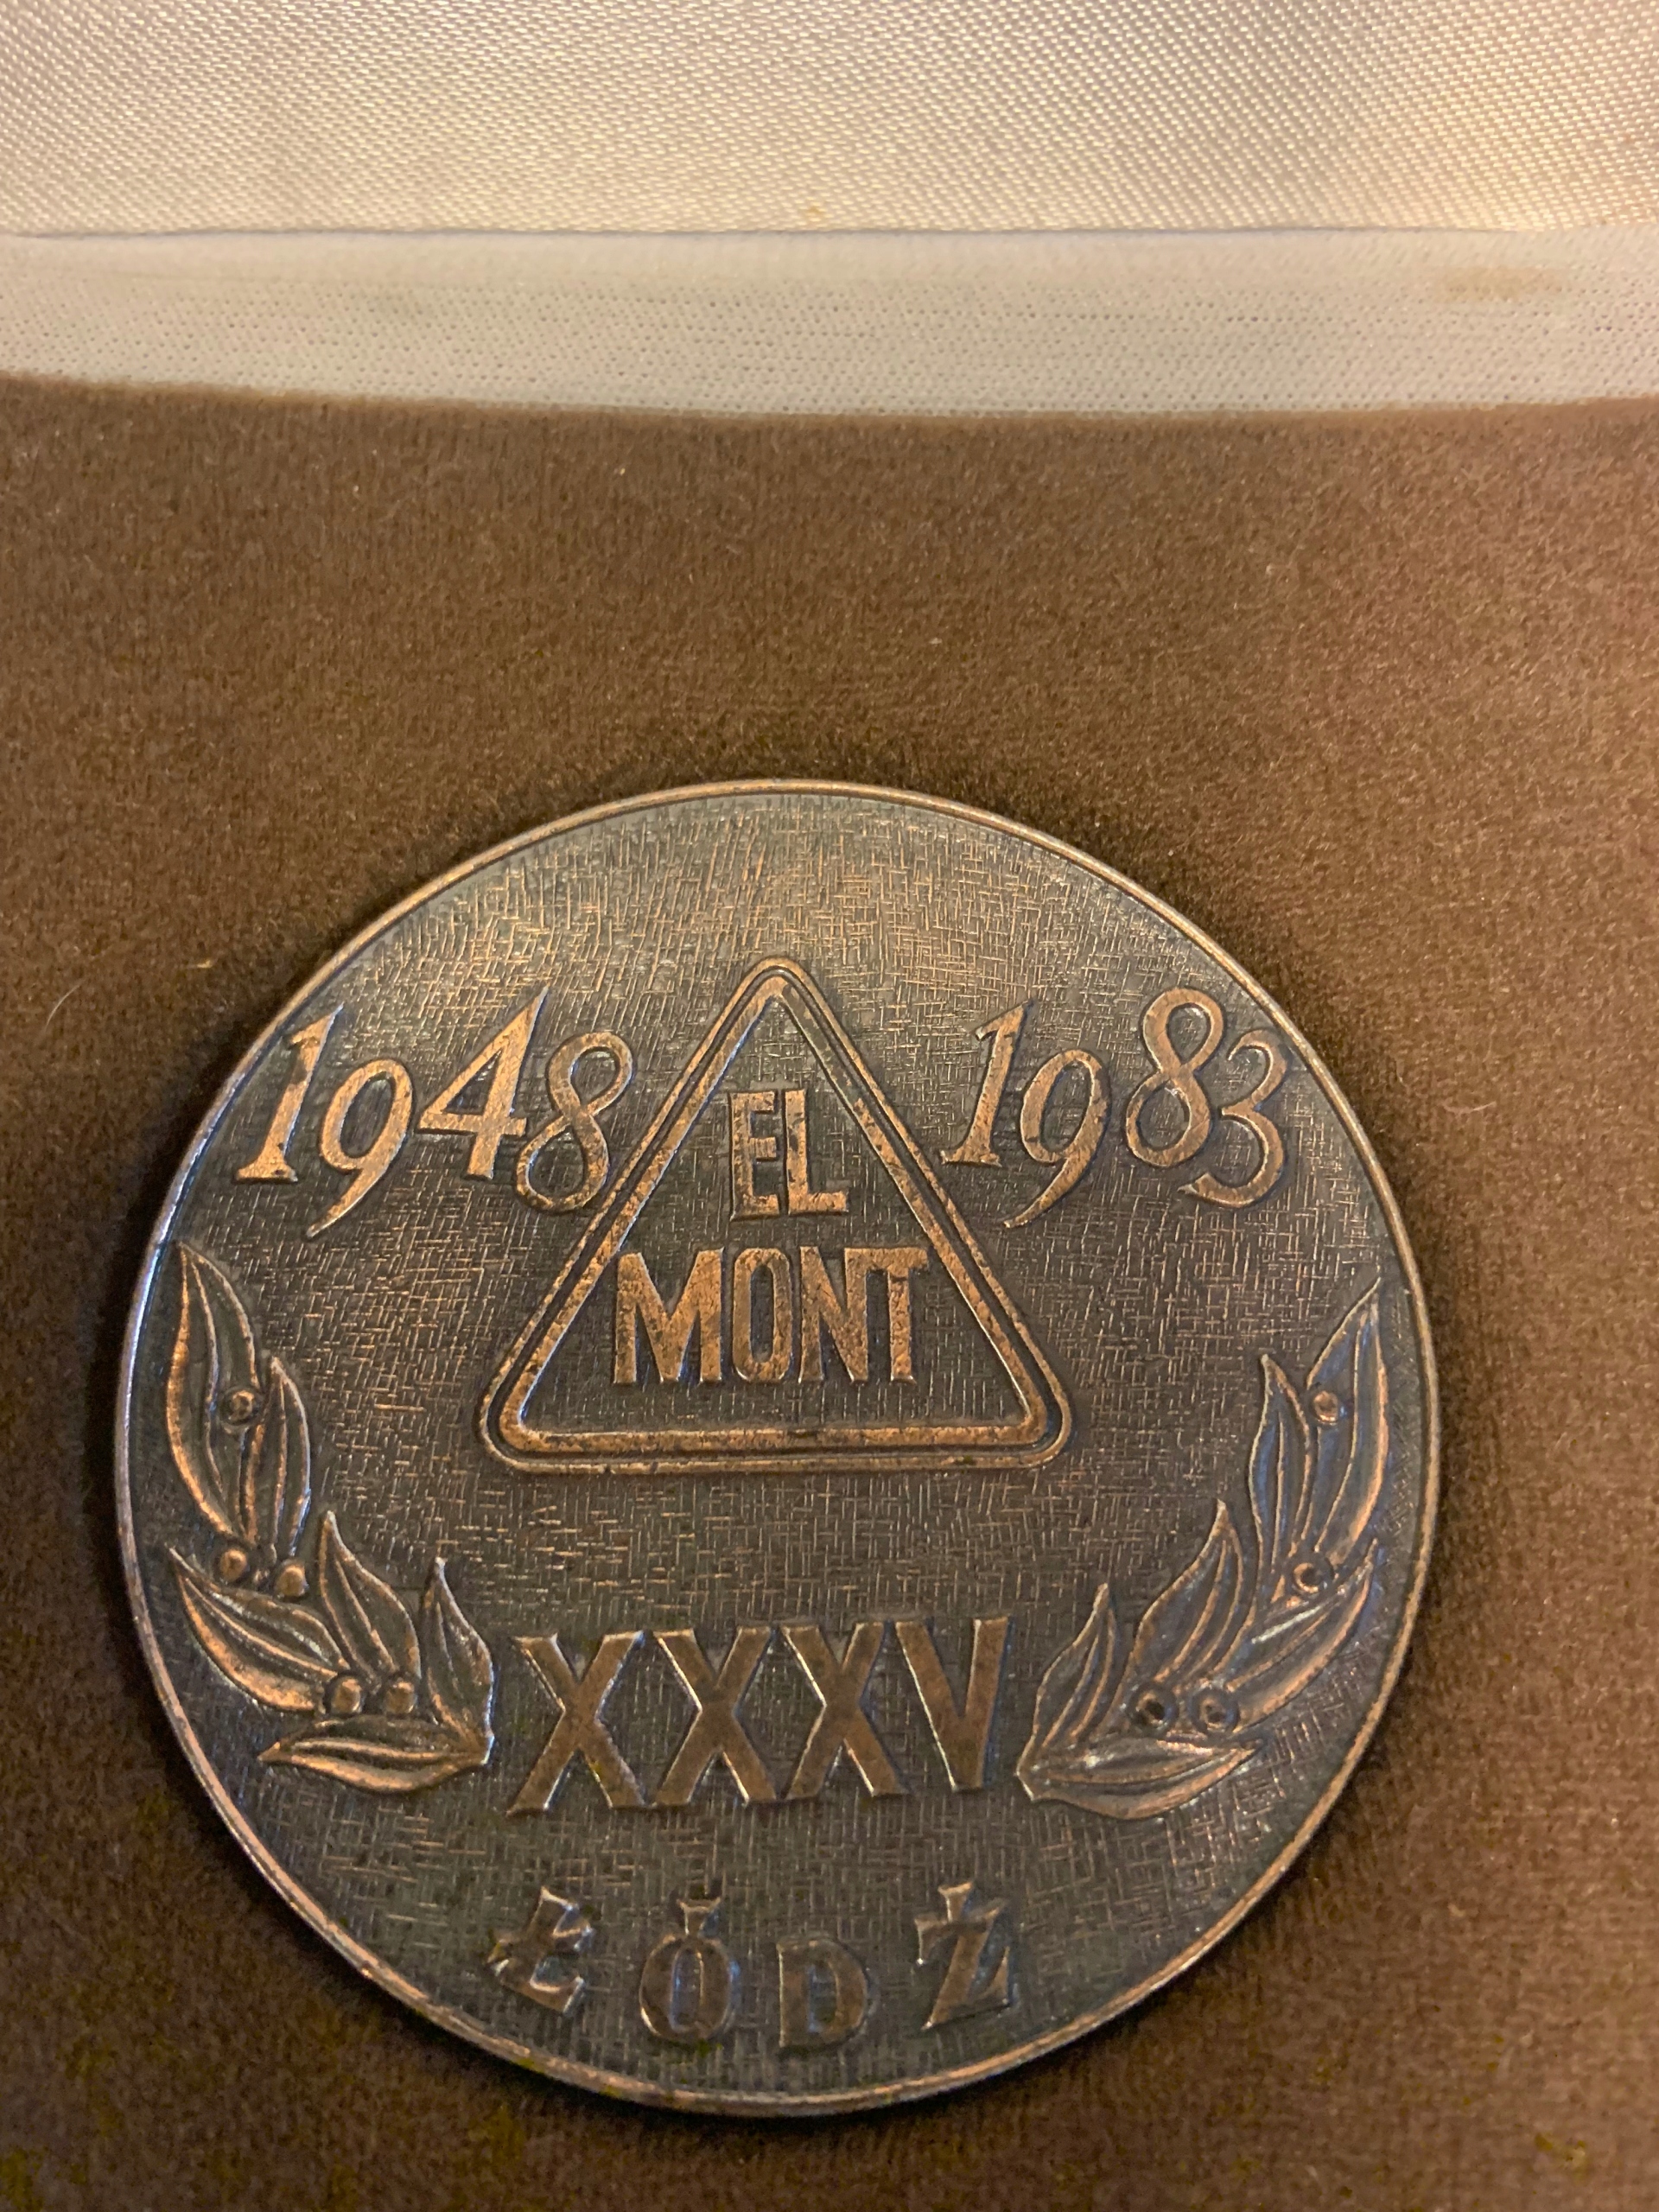 1948 1983
EL
MONT
XXXV
ŁÓDŹ